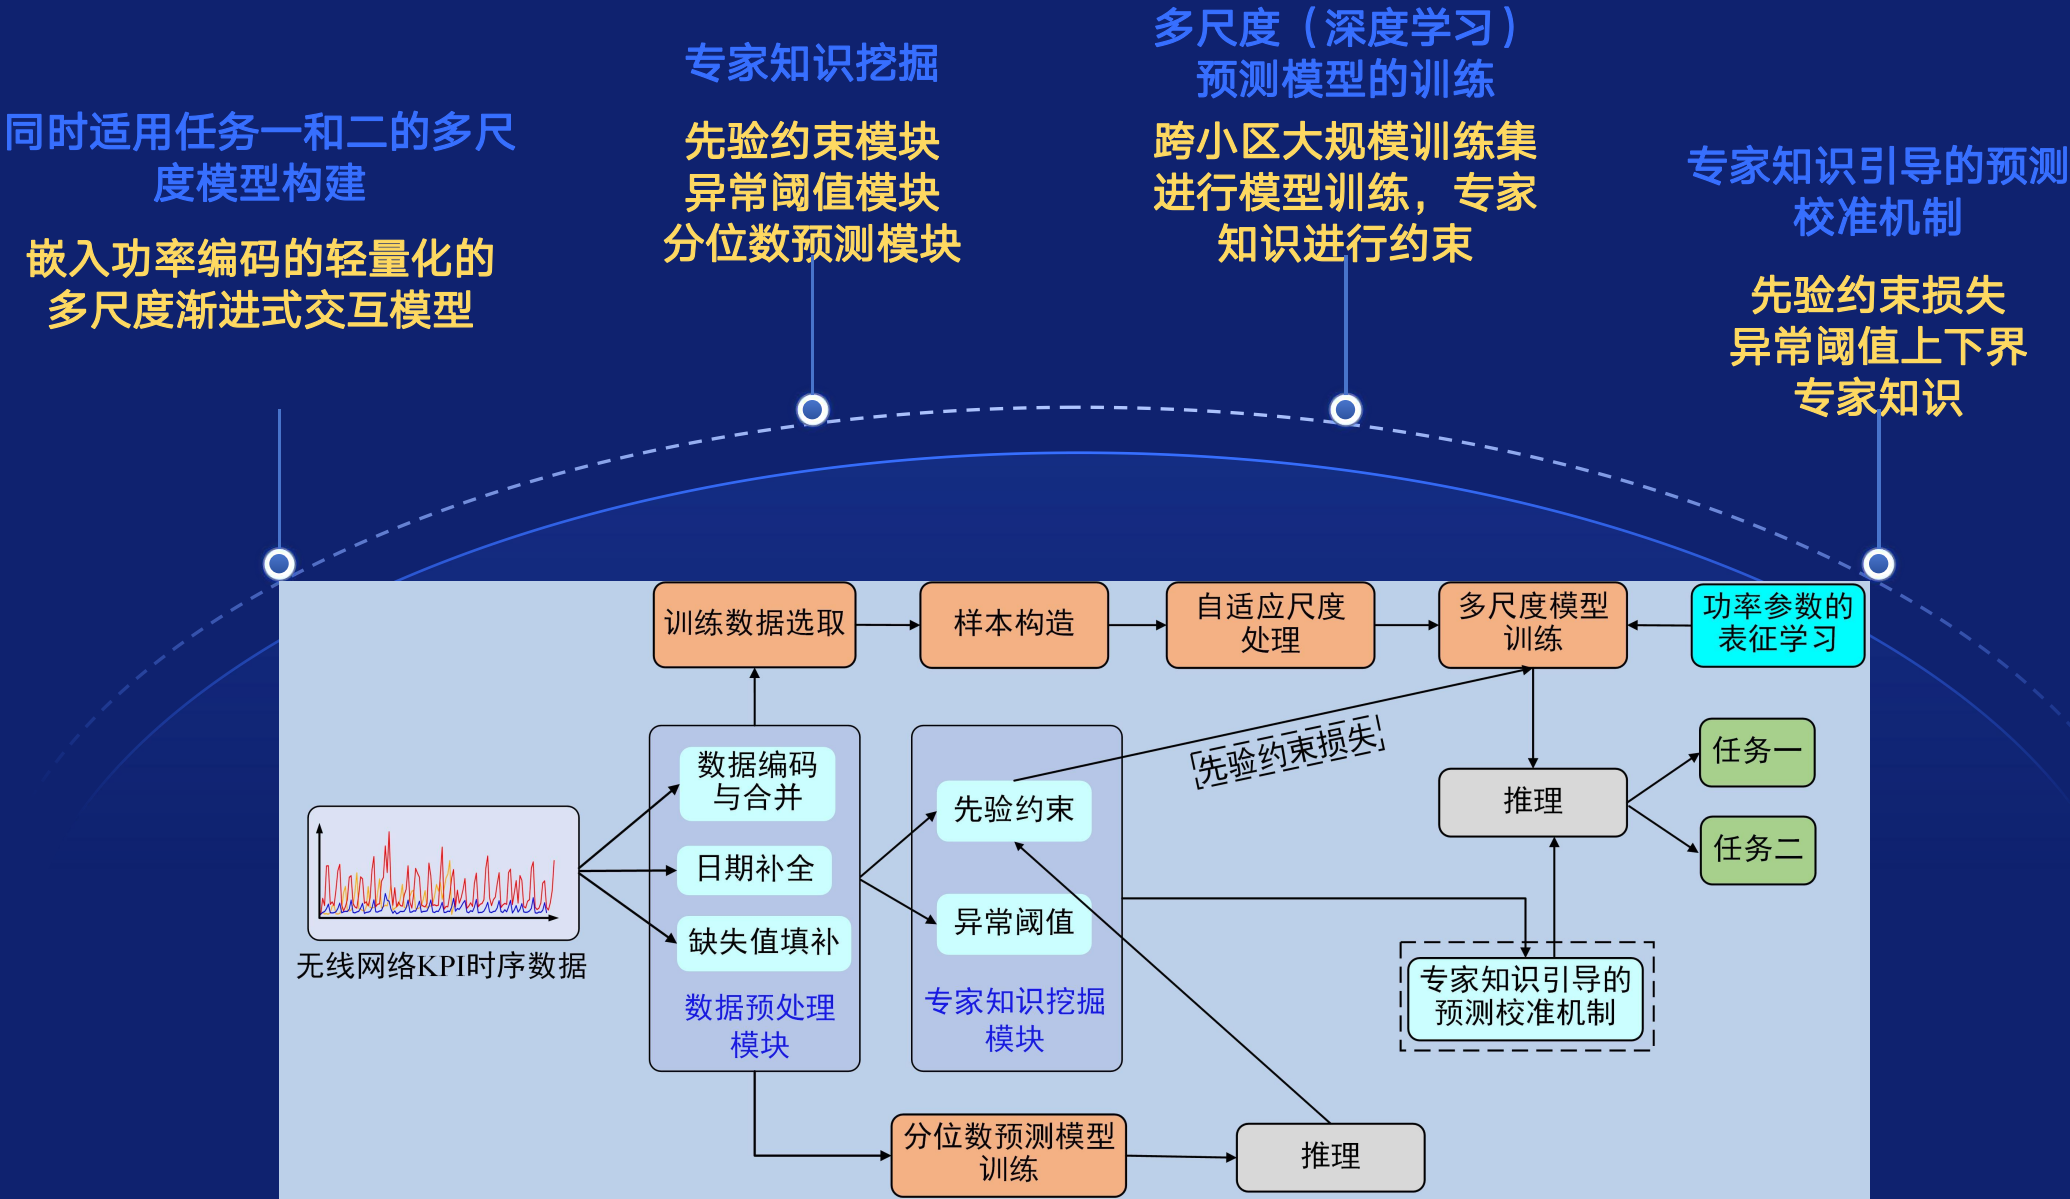 同时适用任务一和二的多尺
度模型构建
嵌入功率编码的轻量化的
多尺度渐进式交互模型
专家知识挖掘
先验约束模块
异常阈值模块
分位数预测模块
多尺度（深度学习）
预测模型的训练
跨小区大规模训练集
进行模型训练，专家
知识进行约束
专家知识引导的预测
校准机制
先验约束损失
异常阈值上下界
专家知识
训练数据选取
样本构造
自适应尺度
处理
多尺度模型
训练
功率参数的
表征学习
数据编码
与合并
日期补全
缺失值填补
数据预处理
模块
无线网络KPI时序数据
先验约束
异常阈值
专家知识挖掘
模块
先验约束损失
推理
任务一
任务二
专家知识引导的
预测校准机制
分位数预测模型
训练
推理